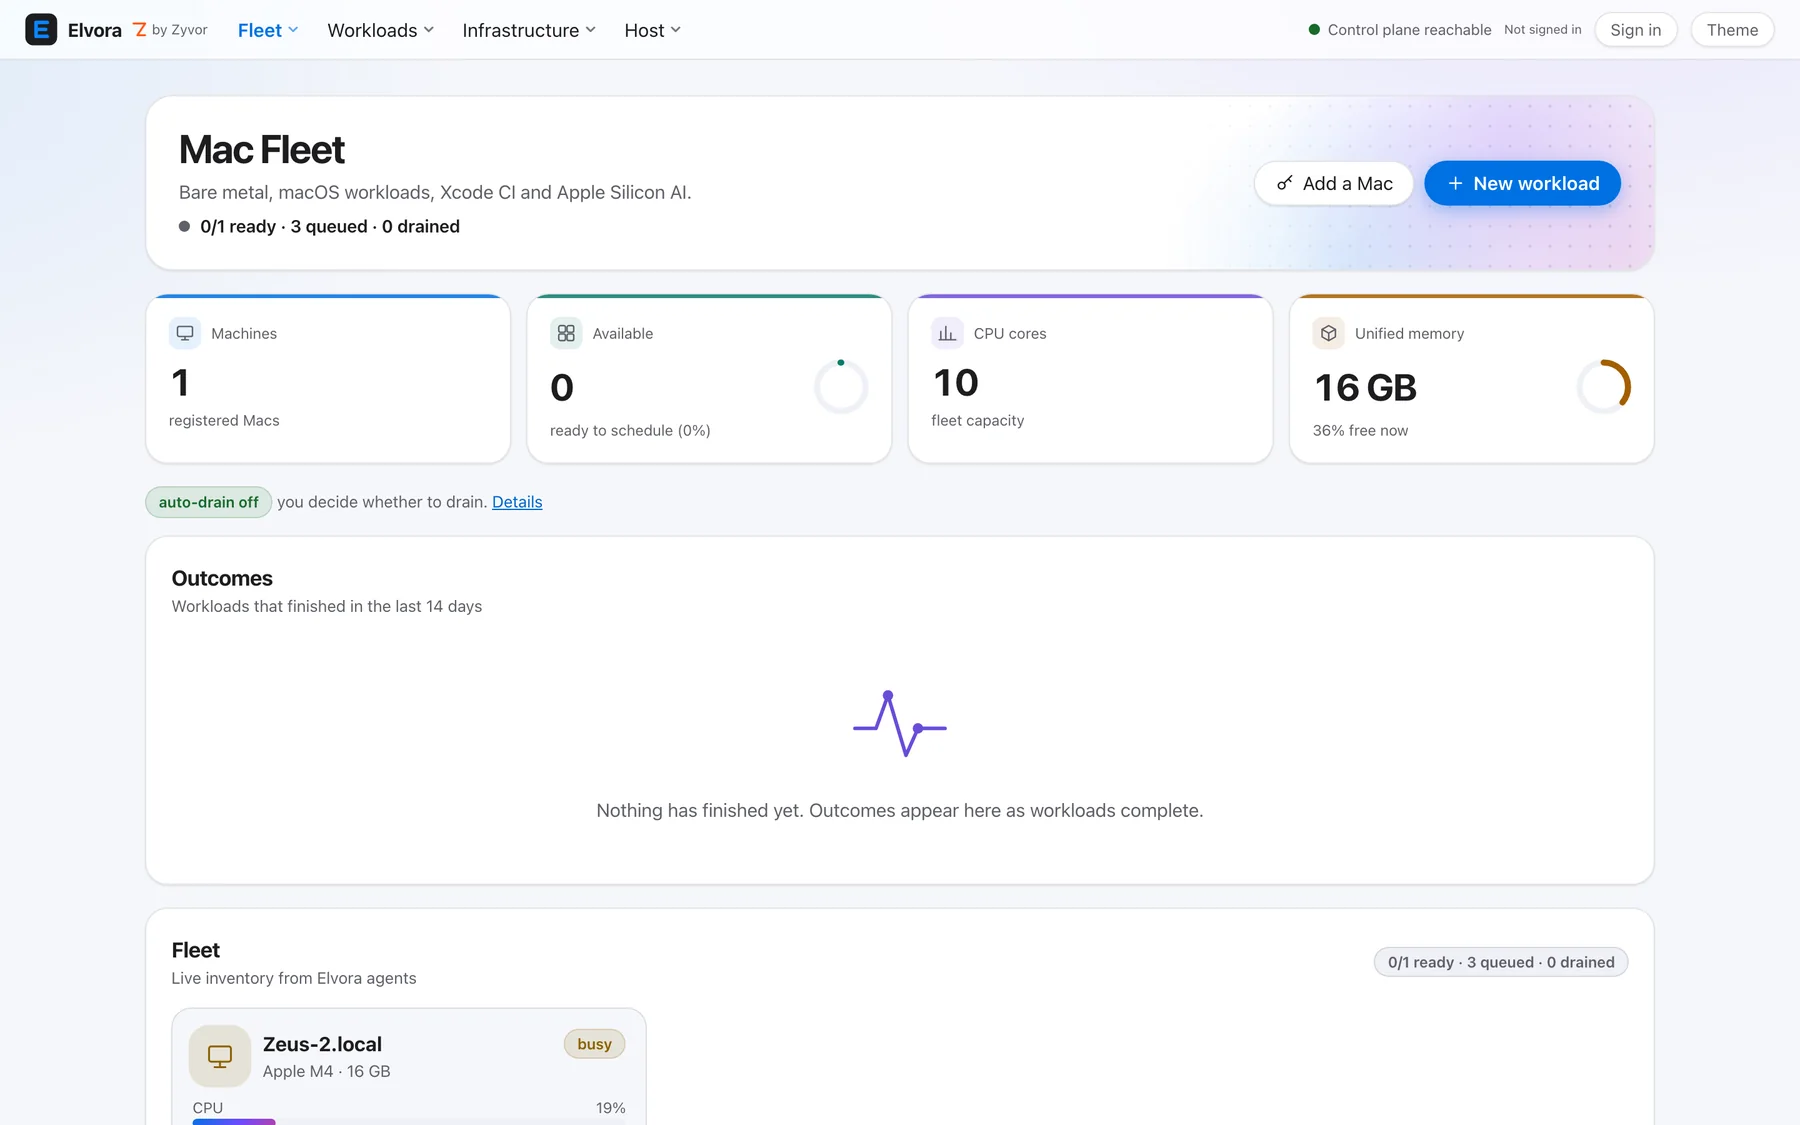 Elvora by Zyvor Fleet Workloads Infrastructure Host Control plane reachable Not signed in Sign in Theme
Mac Fleet
Bare metal, macOS workloads, Xcode CI and Apple Silicon AI.
0/1 ready · 3 queued · 0 drained
Add a Mac
New workload
Machines
1
registered Macs
Available
0
ready to schedule (0%)
CPU cores
10
fleet capacity
Unified memory
16 GB
36% free now
auto-drain off you decide whether to drain. Details
Outcomes
Workloads that finished in the last 14 days
Nothing has finished yet. Outcomes appear here as workloads complete.
Fleet
Live inventory from Elvora agents
0/1 ready · 3 queued · 0 drained
Zeus-2.local
busy
Apple M4 · 16 GB
CPU 19%